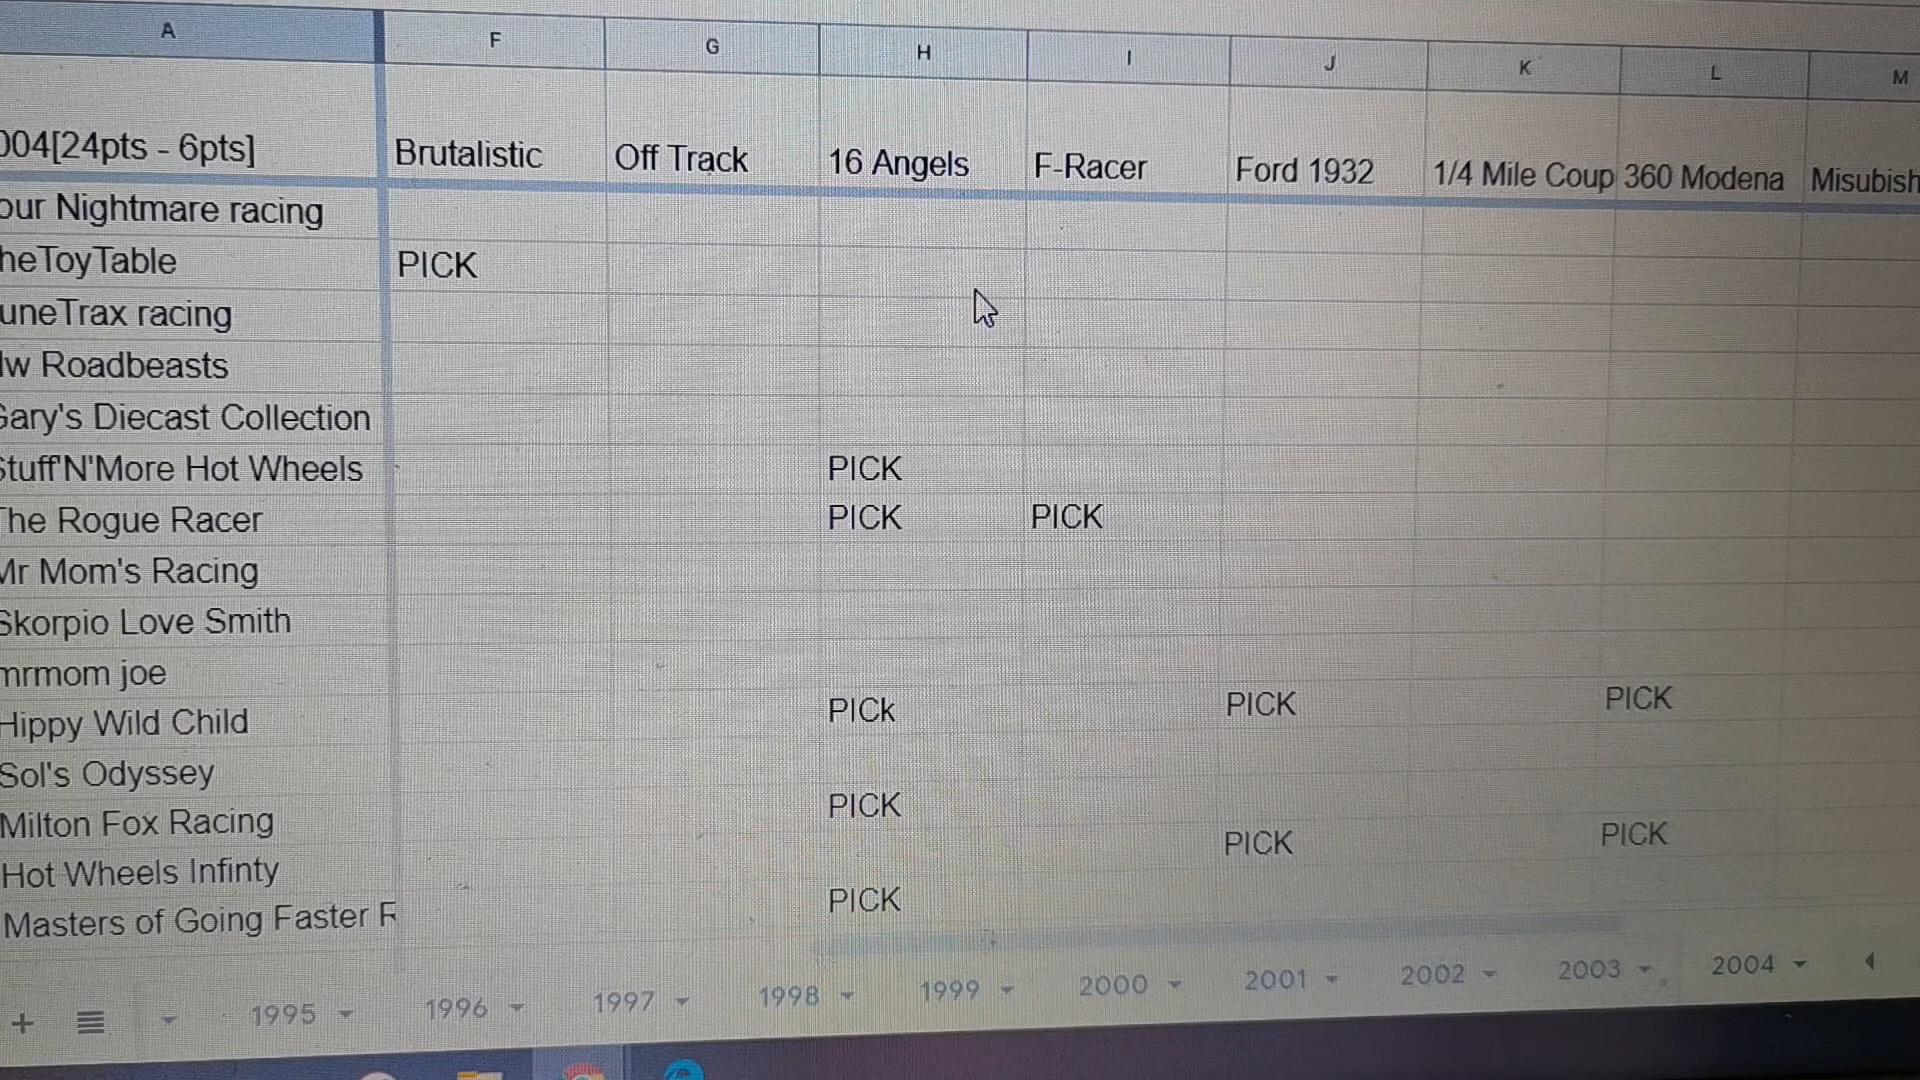 A F G H I J K L M
004[24pts - 6pts] Brutalistic Off Track 16 Angels F-Racer Ford 1932 1/4 Mile Coup 360 Modena Misubish
our Nightmare racing
heToyTable PICK
uneTrax racing
lw Roadbeasts
Gary's Diecast Collection
Stuff'N'More Hot Wheels PICK
The Rogue Racer PICK PICK
Mr Mom's Racing
Skorpio Love Smith
mrmom joe
Hippy Wild Child PICk PICK PICK
Sol's Odyssey
Milton Fox Racing PICK
Hot Wheels Infinty PICK PICK
Masters of Going Faster R PICK
1995 1996 1997 1998 1999 2000 2001 2002 2003 2004